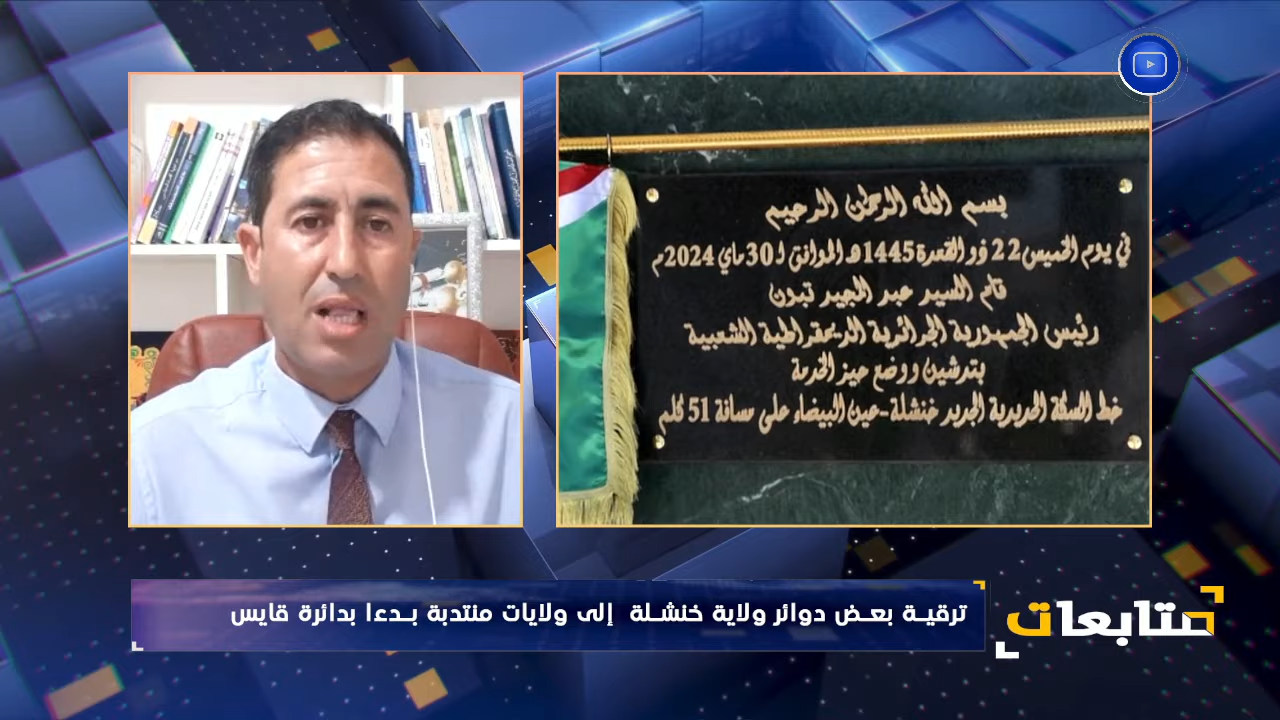 بسم الله الرحمن الرحيم
في يوم الخميس 22 ذو القعدة 1445هـ الموافق لـ 30 ماي 2024م
قام السيد عبد المجيد تبون
رئيس الجمهورية الجزائرية الديمقراطية الشعبية
بتدشين ووضع حيز الخدمة
خط السكة الحديدية الجديد خنشلة-عين البيضاء على مسافة 51 كلم
ترقية بعض دوائر ولاية خنشلة إلى ولايات منتدبة بدءا بدائرة قايس
متابعات